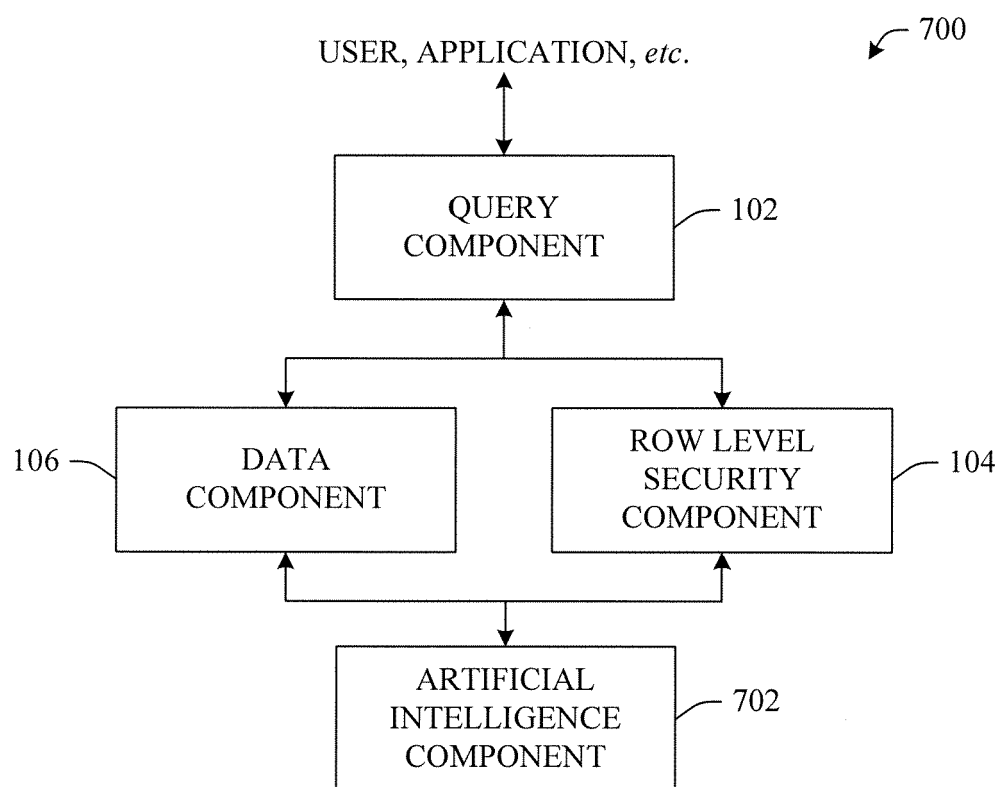 700
USER, APPLICATION, etc.
QUERY
COMPONENT
102
106
DATA
COMPONENT
ROW LEVEL
SECURITY
COMPONENT
104
ARTIFICIAL
INTELLIGENCE
COMPONENT
702